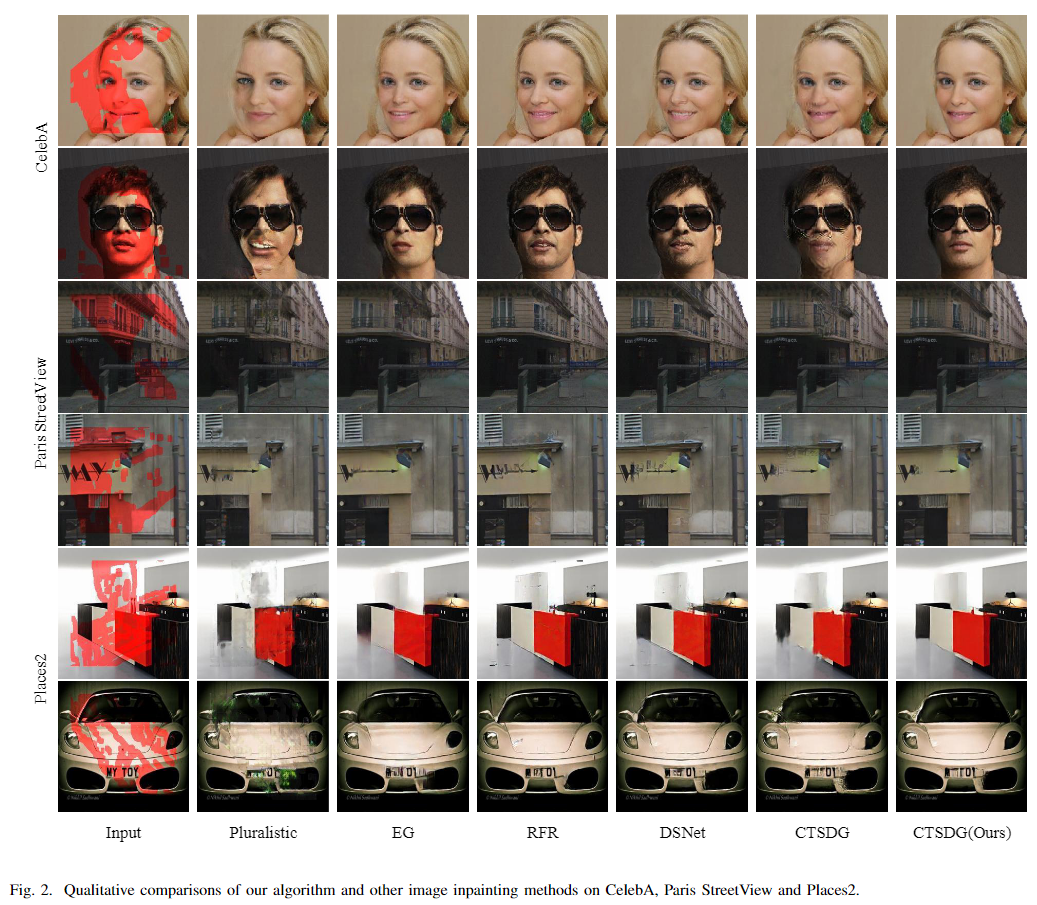 CelebA
Paris StreetView
WAY
Places2
MY TOY
Input
Pluralistic
EG
RFR
DSNet
CTSDG
CTSDG(Ours)
Fig. 2. Qualitative comparisons of our algorithm and other image inpainting methods on CelebA, Paris StreetView and Places2.